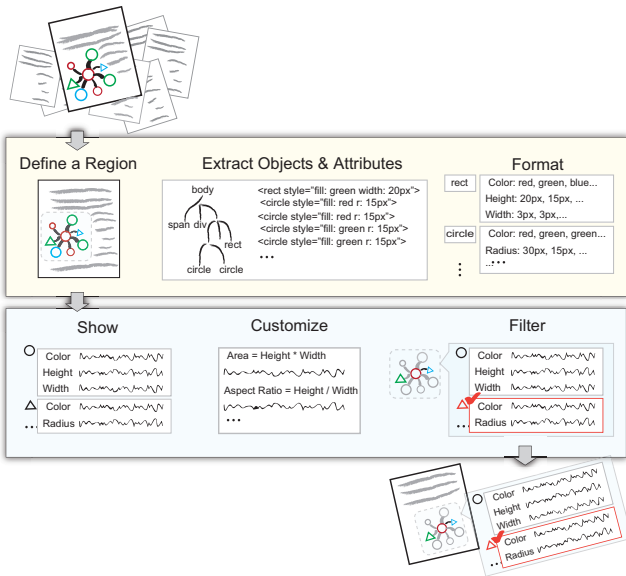 Define a Region
Extract Objects & Attributes
Format
body
span div
rect
circle circle
<rect style="fill: green width: 20px">
<circle style="fill: red r: 15px">
<circle style="fill: red r: 15px">
<circle style="fill: green r: 15px">
<circle style="fill: green r: 15px">
...
rect
Color: red, green, blue...
Height: 20px, 15px, ...
Width: 3px, 3px,...
circle
Color: red, green, green...
Radius: 30px, 15px, ...
...
Show
Color
Height
Width
Color
... Radius
Customize
Area = Height * Width
Aspect Ratio = Height / Width
...
Filter
Color
Height
Width
Color
... Radius
Color
Height
Width
Color
... Radius